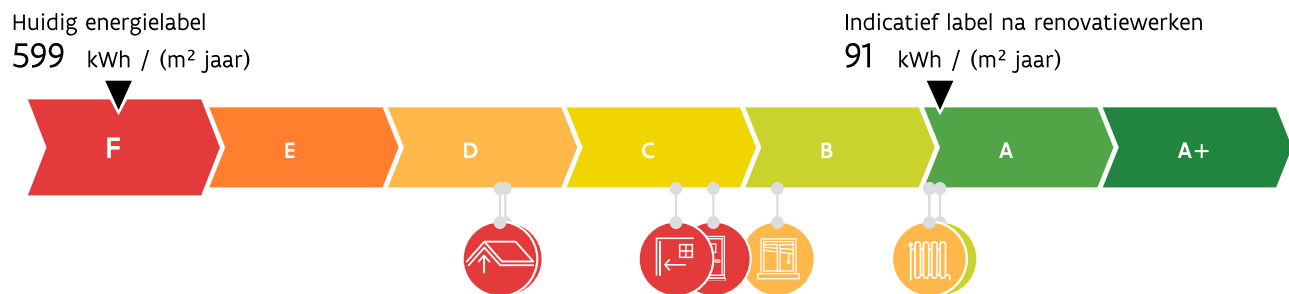 Huidig energielabel
599 kWh / (m² jaar)
Indicatief label na renovatiewerken
91 kWh / (m² jaar)
F E D C B A A+